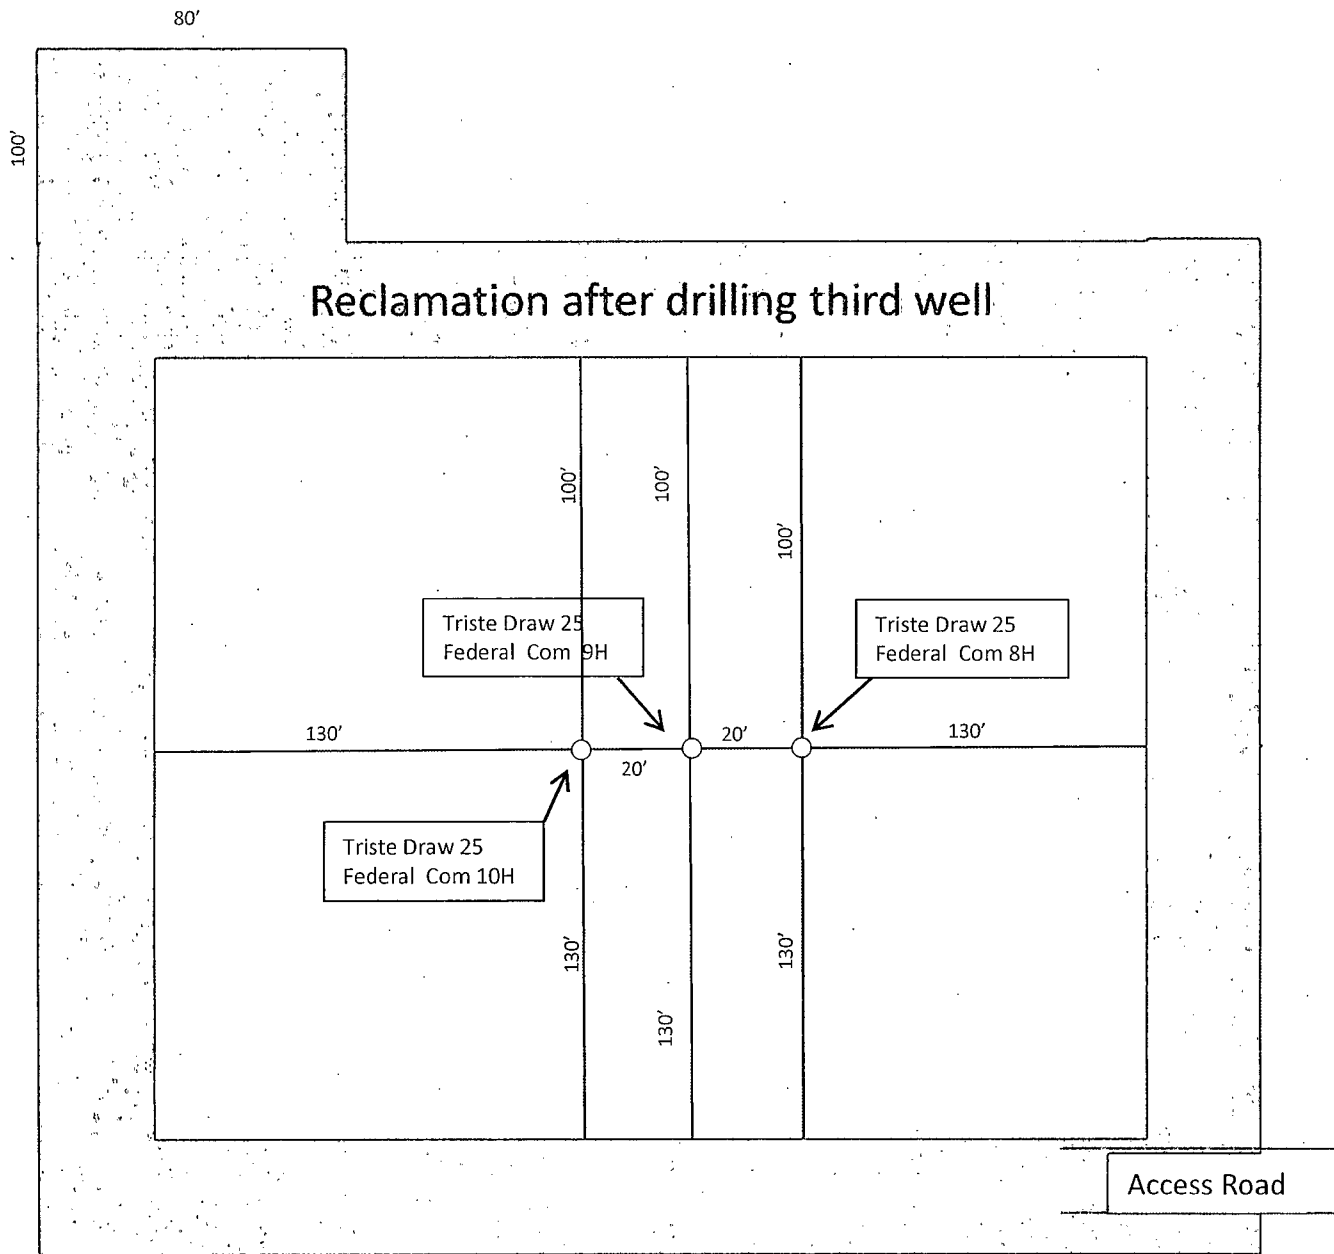 80'
100'
Reclamation after drilling third well
100'
100'
100'
Triste Draw 25
Federal Com 9H
Triste Draw 25
Federal Com 8H
130'
20'
20'
130'
Triste Draw 25
Federal Com 10H
130'
130'
130'
Access Road